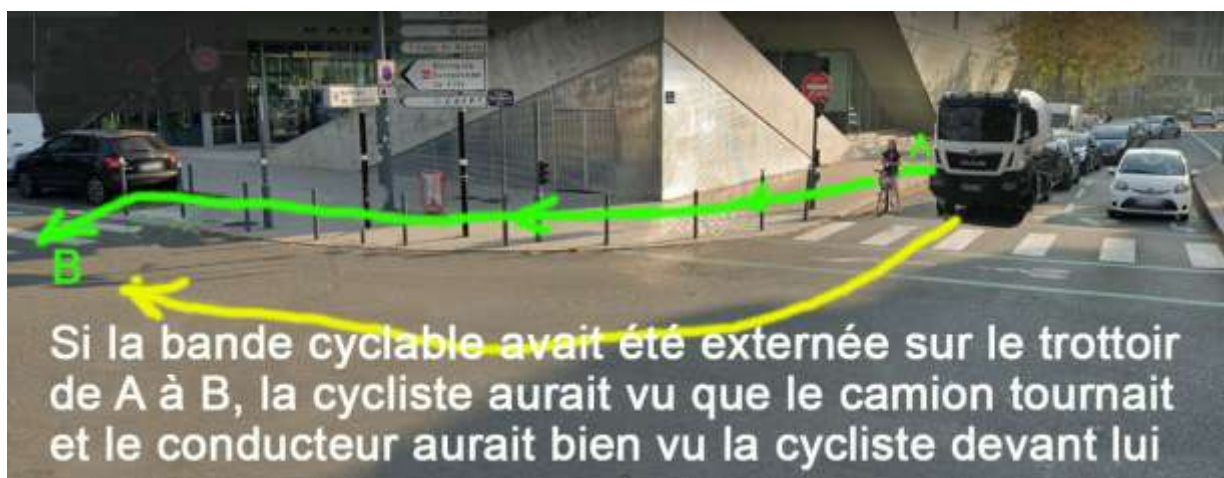 A
B
Si la bande cyclable avait été externée sur le trottoir
de A à B, la cycliste aurait vu que le camion tournait
et le conducteur aurait bien vu la cycliste devant lui